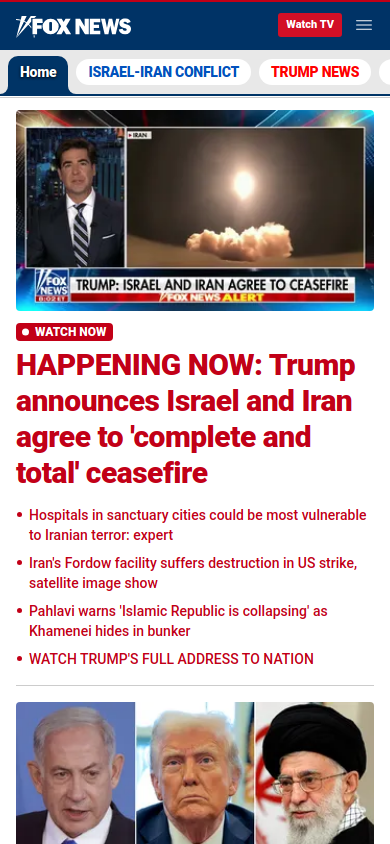 FOX NEWS
Watch TV
Home
ISRAEL-IRAN CONFLICT
TRUMP NEWS
IRAN
FOX
NEWS
8:02 ET
TRUMP: ISRAEL AND IRAN AGREE TO CEASEFIRE
FOX NEWS ALERT
WATCH NOW
HAPPENING NOW: Trump
announces Israel and Iran
agree to 'complete and
total' ceasefire
• Hospitals in sanctuary cities could be most vulnerable
to Iranian terror: expert
• Iran's Fordow facility suffers destruction in US strike,
satellite image show
• Pahlavi warns 'Islamic Republic is collapsing' as
Khamenei hides in bunker
• WATCH TRUMP'S FULL ADDRESS TO NATION